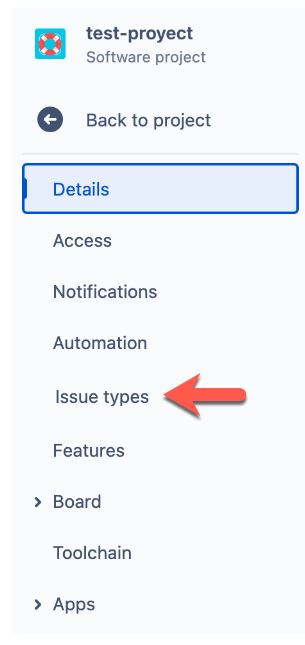 test-proyect
Software project
Back to project
Details
Access
Notifications
Automation
Issue types
Features
Board
Toolchain
Apps